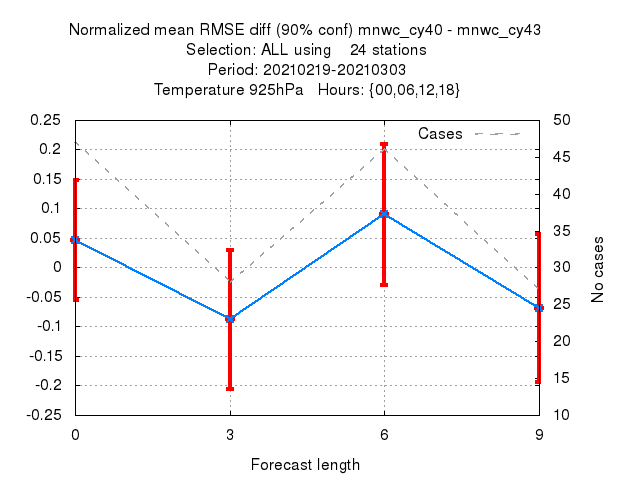 Normalized mean RMSE diff (90% conf) mnwc_cy40 - mnwc_cy43
Selection: ALL using    24 stations
Period: 20210219-20210303
Temperature 925hPa   Hours: {00,06,12,18}
Cases
0.25
0.2
0.15
0.1
0.05
0
-0.05
-0.1
-0.15
-0.2
-0.25
50
45
40
35
30
25
20
15
10
No cases
0 3 6 9
Forecast length